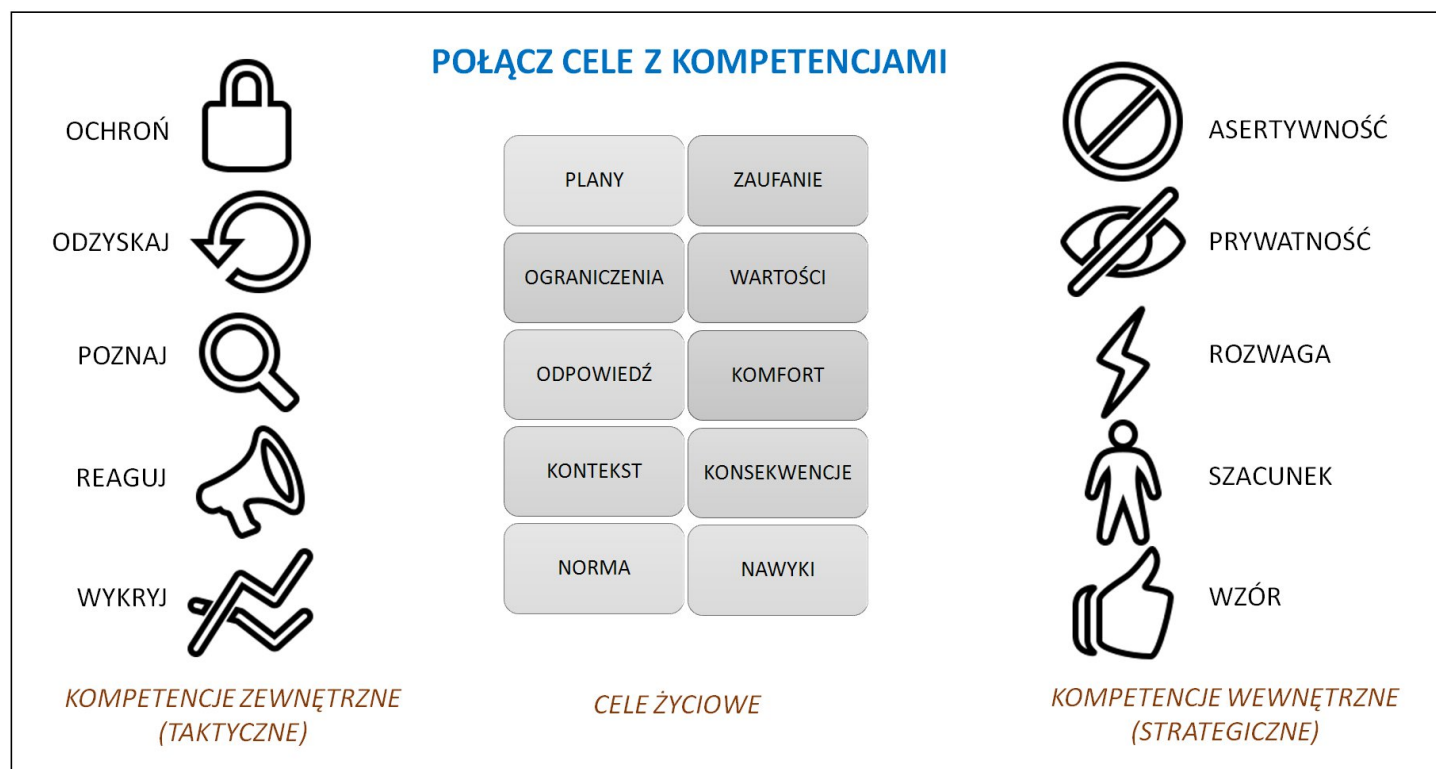 POŁĄCZ CELE Z KOMPETENCJAMI
OCHROŃ
ODZYSKAJ
POZNAJ
REAGUJ
WYKRYJ
KOMPETENCJE ZEWNĘTRZNE
(TAKTYCZNE)
PLANY
ZAUFANIE
OGRANICZENIA
WARTOŚCI
ODPOWIEDŹ
KOMFORT
KONTEKST
KONSEKWENCJE
NORMA
NAWYKI
CELE ŻYCIOWE
ASERTYWNOŚĆ
PRYWATNOŚĆ
ROZWAGA
SZACUNEK
WZÓR
KOMPETENCJE WEWNĘTRZNE
(STRATEGICZNE)